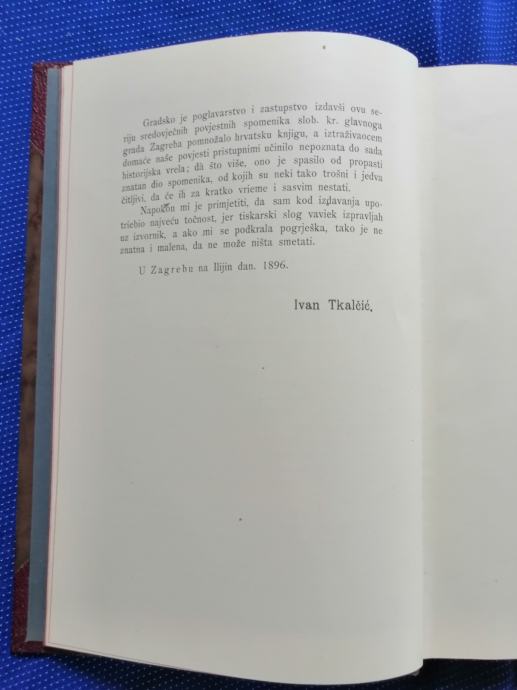 Gradsko je poglavarstvo i zastupstvo izdavši ovu se-
riju sredovječnih povjestnih spomenika slob. kr. glavnoga
grada Zagreba pomnožalo hrvatsku knjigu, a iztraživaocem
domaće naše povjesti pristupnimi učinilo nepoznata do sada
historijska vrela; dà što više, ono je spasilo od propasti
znatan dio spomenika, od kojih su neki tako trošni i jedva
čitljivi, da će ih za kratko vrieme i sasvim nestati.
Napokon mi je primjetiti, da sam kod izdavanja upo-
triebio najveću točnost, jer tiskarski slog vaviek izpravljah
uz izvornik, a ako mi se podkrala pogrješka, tako je ne
znatna i malena, da ne može ništa smetati.
U Zagrebu na Ilijin dan. 1896.
Ivan Tkalčić.